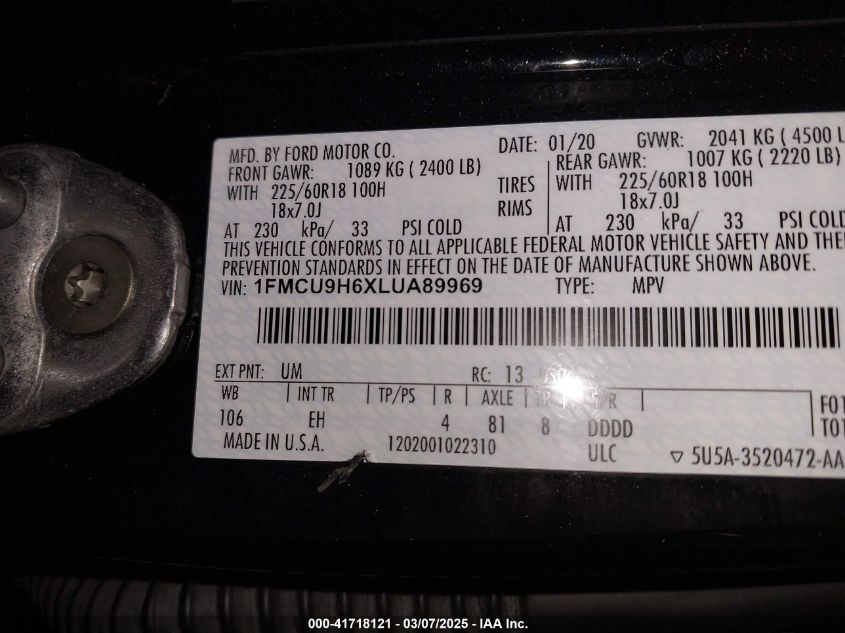 MFD. BY FORD MOTOR CO. DATE: 01/20 GVWR: 2041 KG ( 4500 L
FRONT GAWR: 1089 KG ( 2400 LB) REAR GAWR: 1007 KG ( 2220 LB)
WITH 225/60R18 100H TIRES WITH 225/60R18 100H
18x7.0J RIMS 18x7.0J
AT 230 kPa/ 33 PSI COLD AT 230 kPa/ 33 PSI COLD
THIS VEHICLE CONFORMS TO ALL APPLICABLE FEDERAL MOTOR VEHICLE SAFETY AND THE
PREVENTION STANDARDS IN EFFECT ON THE DATE OF MANUFACTURE SHOWN ABOVE.
VIN: 1FMCU9H6XLUA89969 TYPE: MPV
EXT PNT: UM RC: 13
WB INT TR TP/PS R AXLE
106 EH 4 81 8 DDDD
FOT
TOT
MADE IN U.S.A. 1202001022310 ULC ▽ 5U5A-3520472-AA
000-41718121 - 03/07/2025 - IAA Inc.